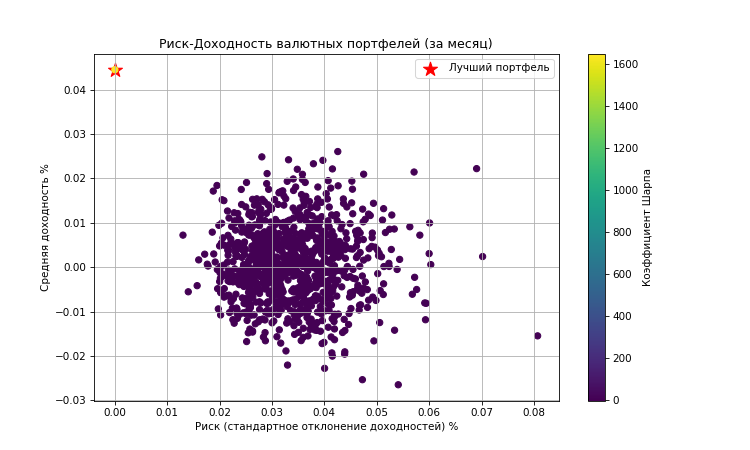 Риск-Доходность валютных портфелей (за месяц)
Лучший портфель
Средняя доходность %
0.04
0.03
0.02
0.01
0.00
−0.01
−0.02
−0.03
0.00 0.01 0.02 0.03 0.04 0.05 0.06 0.07 0.08
Риск (стандартное отклонение доходностей) %
1600
1400
1200
1000
800
600
400
200
0
Коэффициент Шарпа